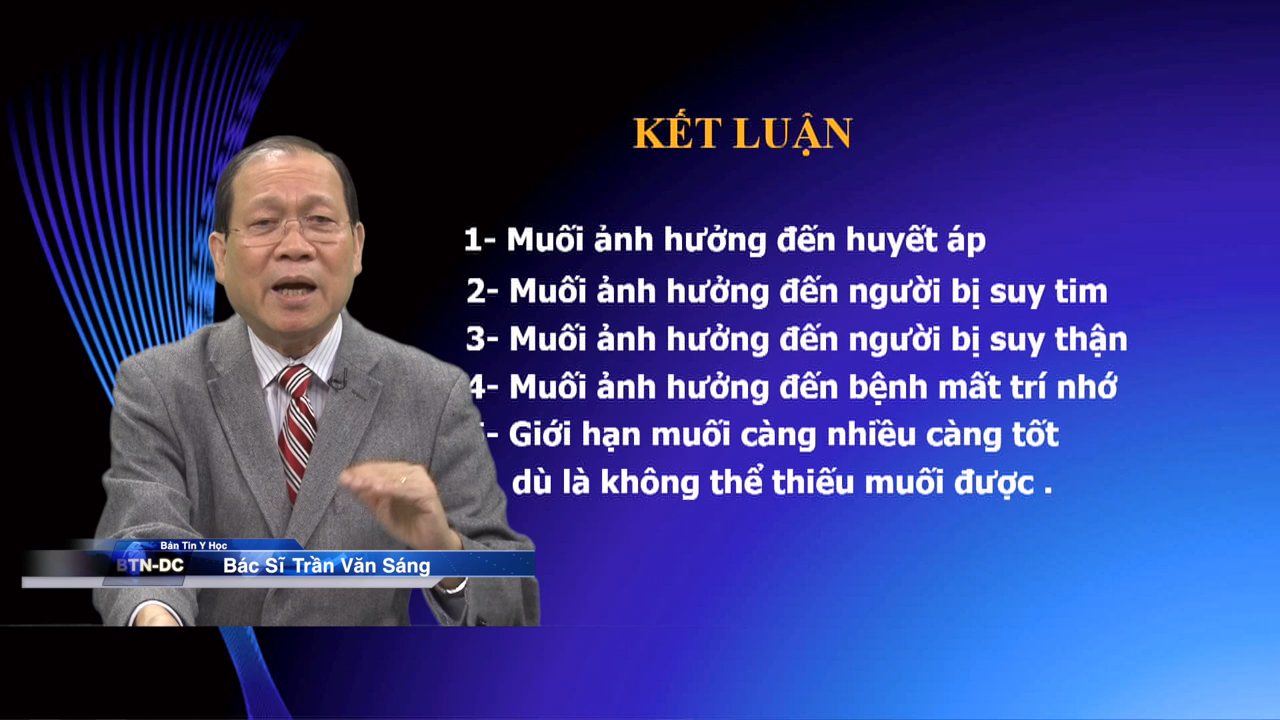 KẾT LUẬN
1- Muối ảnh hưởng đến huyết áp
2- Muối ảnh hưởng đến người bị suy tim
3- Muối ảnh hưởng đến người bị suy thận
4- Muối ảnh hưởng đến bệnh mất trí nhớ
- Giới hạn muối càng nhiều càng tốt
dù là không thể thiếu muối được .
Bản Tin Y Học
BTN-DC Bác Sĩ Trần Văn Sáng